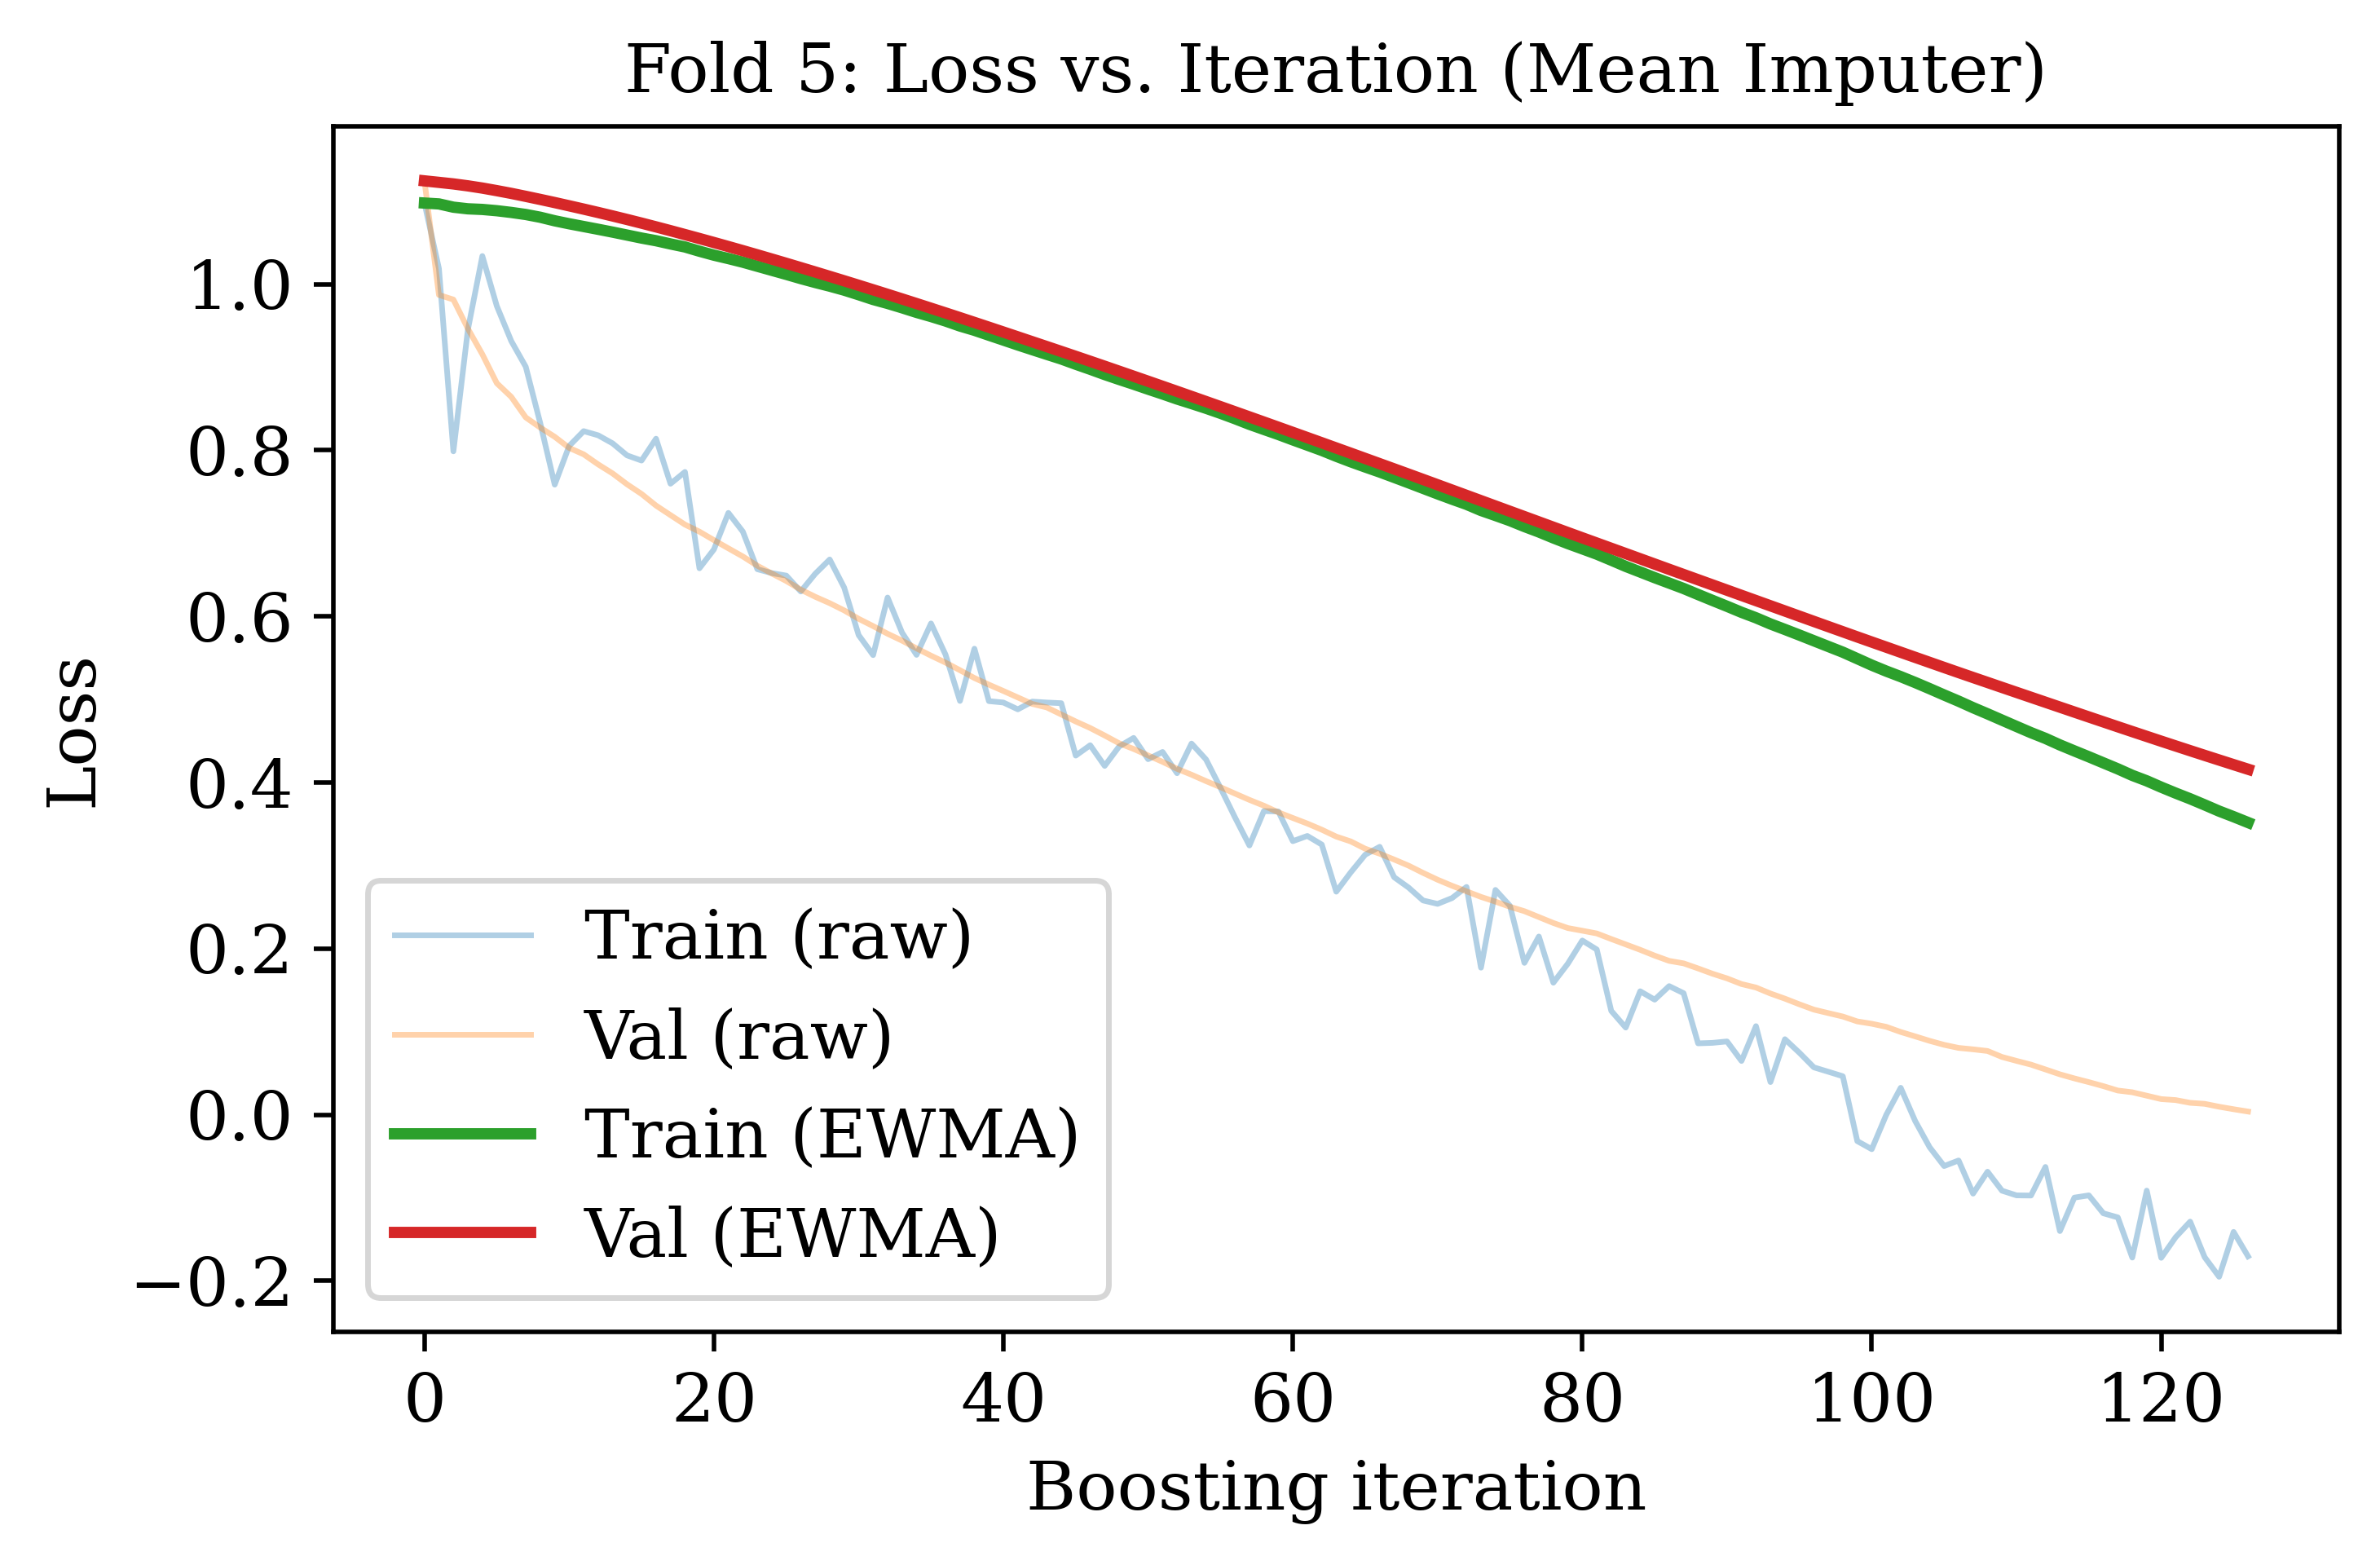 Fold 5: Loss vs. Iteration (Mean Imputer)
Loss
1.0
0.8
0.6
0.4
0.2
0.0
−0.2
Train (raw)
Val (raw)
Train (EWMA)
Val (EWMA)
0 20 40 60 80 100 120
Boosting iteration